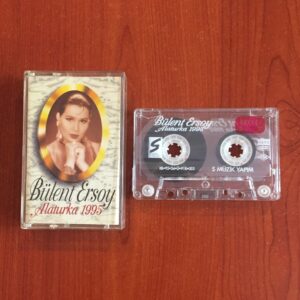 Bülent Ersoy
Alaturka 1995
Bülent Ersoy
Alaturka 1995
S
S MÜZİK YAPIM